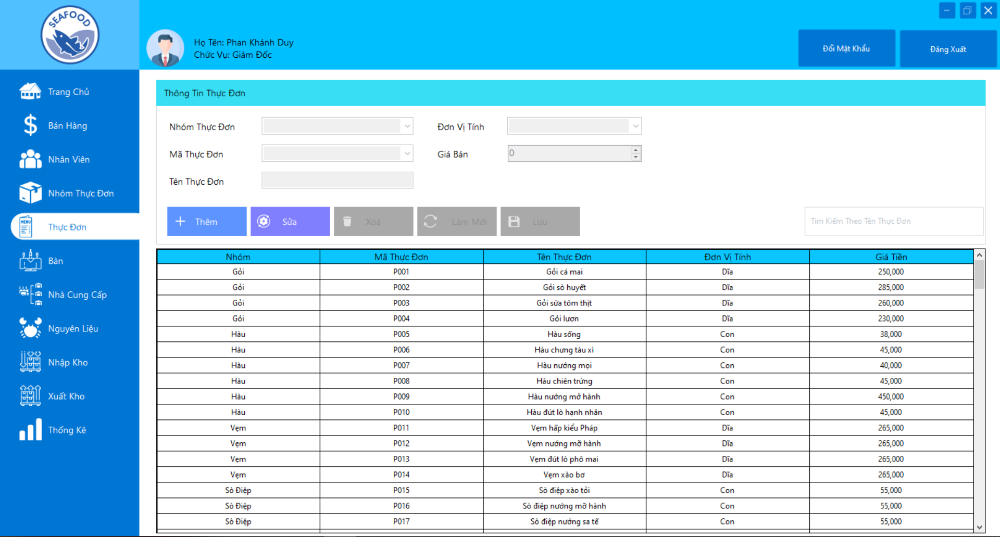 SEAFOOD
Họ Tên: Phan Khánh Duy
Chức Vụ: Giám Đốc
Đổi Mật Khẩu
Đăng Xuất
Trang Chủ
Bán Hàng
Nhân Viên
Nhóm Thực Đơn
MENU
Thực Đơn
Bàn
Nhà Cung Cấp
Nguyên Liệu
Nhập Kho
Xuất Kho
Thống Kê
Thông Tin Thực Đơn
Nhóm Thực Đơn
Đơn Vị Tính
Mã Thực Đơn
Giá Bán 0
Tên Thực Đơn
Thêm Sửa Xoá Làm Mới Lưu Tìm Kiếm Theo Tên Thực Đơn
Nhóm Mã Thực Đơn Tên Thực Đơn Đơn Vị Tính Giá Tiền
Gỏi P001 Gỏi cá mai Dĩa 250,000
Gỏi P002 Gỏi sò huyết Dĩa 285,000
Gỏi P003 Gỏi sứa tôm thịt Dĩa 260,000
Gỏi P004 Gỏi lươn Dĩa 230,000
Hàu P005 Hàu sống Con 38,000
Hàu P006 Hàu chưng tàu xì Con 45,000
Hàu P007 Hàu nướng mọi Con 40,000
Hàu P008 Hàu chiên trứng Con 45,000
Hàu P009 Hàu nướng mở hành Con 450,000
Hàu P010 Hàu đút lò hạnh nhân Con 45,000
Vẹm P011 Vẹm hấp kiểu Pháp Dĩa 265,000
Vẹm P012 Vẹm nướng mỡ hành Dĩa 265,000
Vẹm P013 Vẹm đút lò phô mai Dĩa 265,000
Vẹm P014 Vẹm xào bơ Dĩa 265,000
Sò Điệp P015 Sò điệp xào tỏi Con 55,000
Sò Điệp P016 Sò điệp nướng mỡ hành Con 55,000
Sò Điệp P017 Sò điệp nướng sa tế Con 55,000